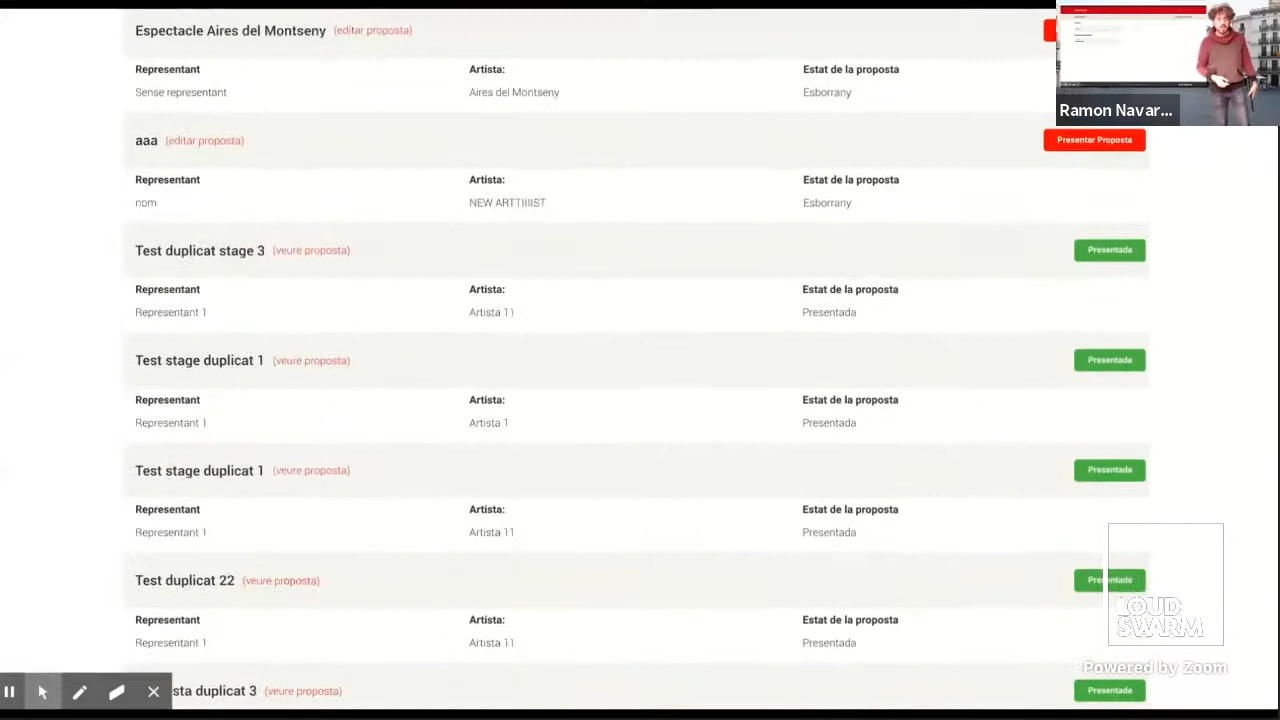 Espectacle Aires del Montseny (editar proposta)
Representant Artista: Estat de la proposta
Sense representant Aires del Montseny Esborrany
Ramon Navar...
aaa (editar proposta) Presentar Proposta
Representant Artista: Estat de la proposta
nom NEW ARTTIIIIST Esborrany
Test duplicat stage 3 (veure proposta) Presentada
Representant Artista: Estat de la proposta
Representant 1 Artista 11 Presentada
Test stage duplicat 1 (veure proposta) Presentada
Representant Artista: Estat de la proposta
Representant 1 Artista 1 Presentada
Test stage duplicat 1 (veure proposta) Presentada
Representant Artista: Estat de la proposta
Representant 1 Artista 11 Presentada
Test duplicat 22 (veure proposta) Presentada
LOUD
SWARM
Representant Artista: Estat de la proposta
Representant 1 Artista 11 Presentada
Powered by Zoom
sta duplicat 3 (veure proposta) Presentada